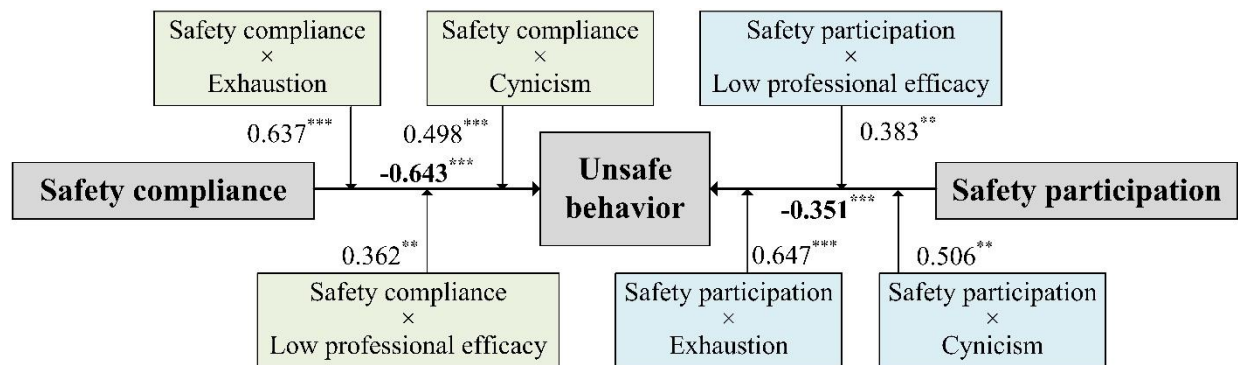 Safety compliance
×
Exhaustion
Safety compliance
×
Cynicism
Safety participation
×
Low professional efficacy
0.637***
0.498***
0.383**
-0.643***
Safety compliance
Unsafe
behavior
Safety participation
-0.351***
0.362**
0.647***
0.506**
Safety compliance
×
Low professional efficacy
Safety participation
×
Exhaustion
Safety participation
×
Cynicism